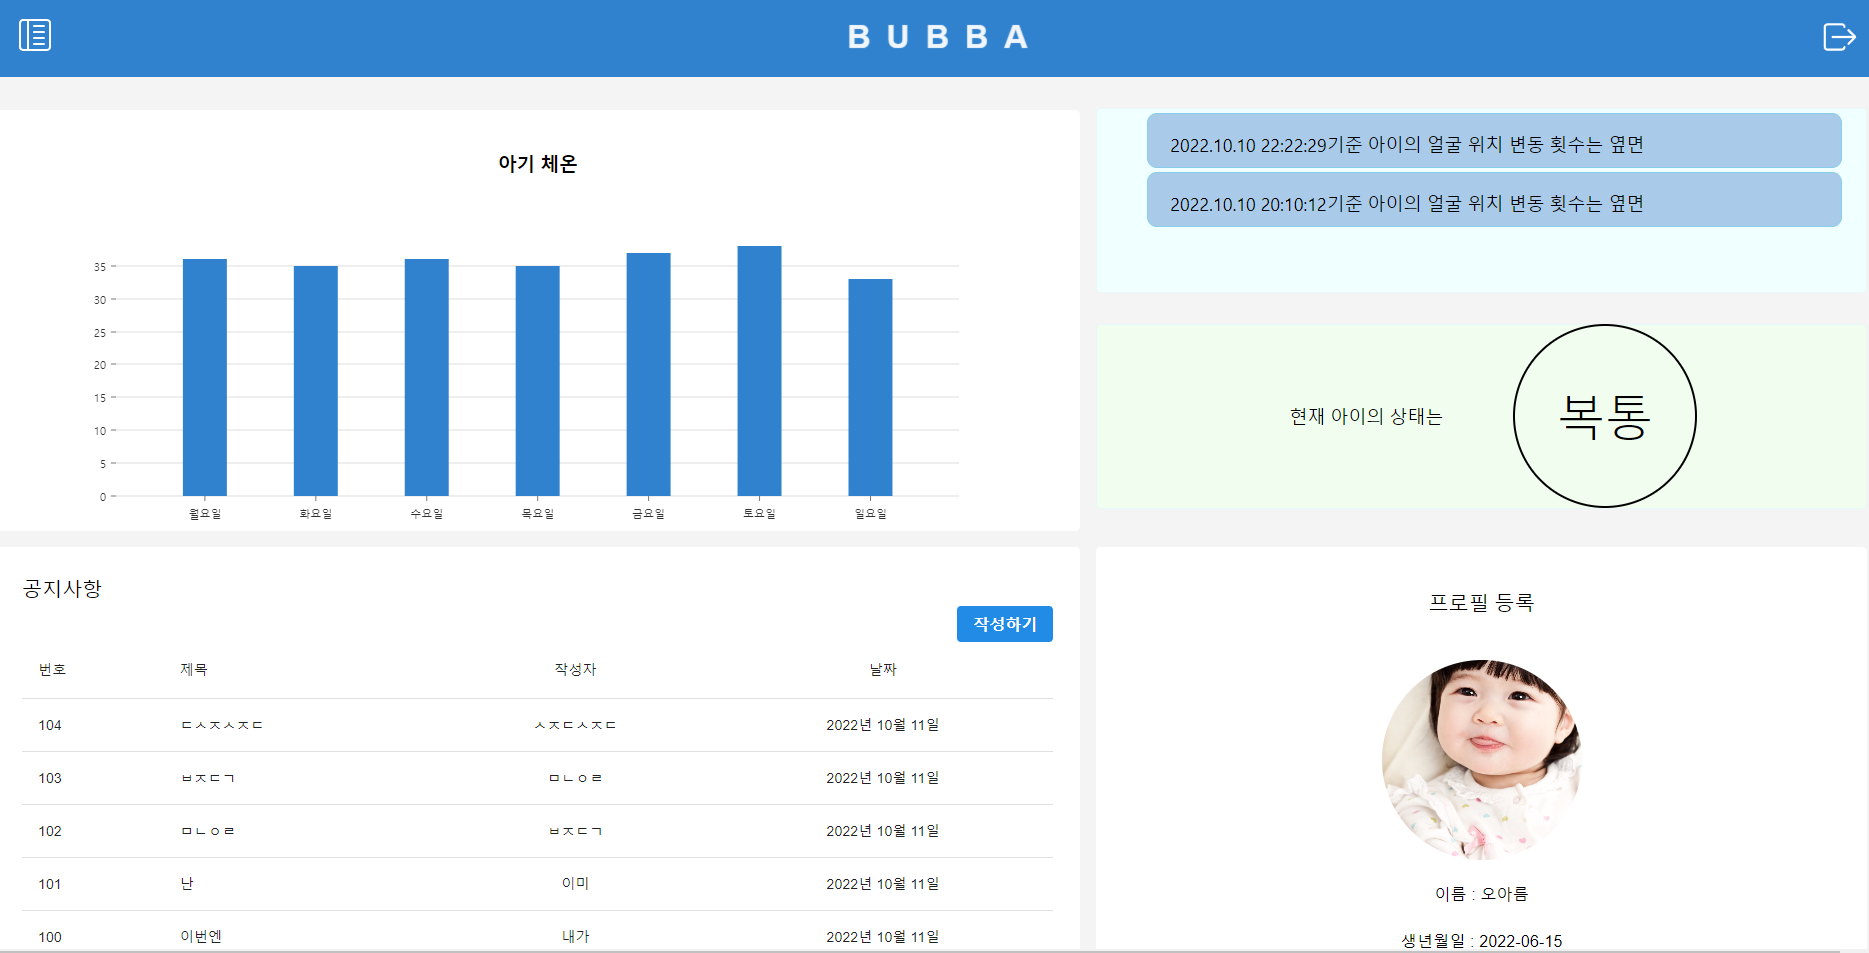 B U B B A
아기 체온
35
30
25
20
15
10
5
0
월요일 화요일 수요일 목요일 금요일 토요일 일요일
2022.10.10 22:22:29기준 아이의 얼굴 위치 변동 횟수는 옆면
2022.10.10 20:10:12기준 아이의 얼굴 위치 변동 횟수는 옆면
현재 아이의 상태는 복통
공지사항
작성하기
번호 제목 작성자 날짜
104 ㄷㅅㅈㅅㅈㄷ ㅅㅈㄷㅅㅈㄷ 2022년 10월 11일
103 ㅂㅈㄷㄱ ㅁㄴㅇㄹ 2022년 10월 11일
102 ㅁㄴㅇㄹ ㅂㅈㄷㄱ 2022년 10월 11일
101 난 이미 2022년 10월 11일
100 이번엔 내가 2022년 10월 11일
프로필 등록
이름 : 오아름
생년월일 : 2022-06-15